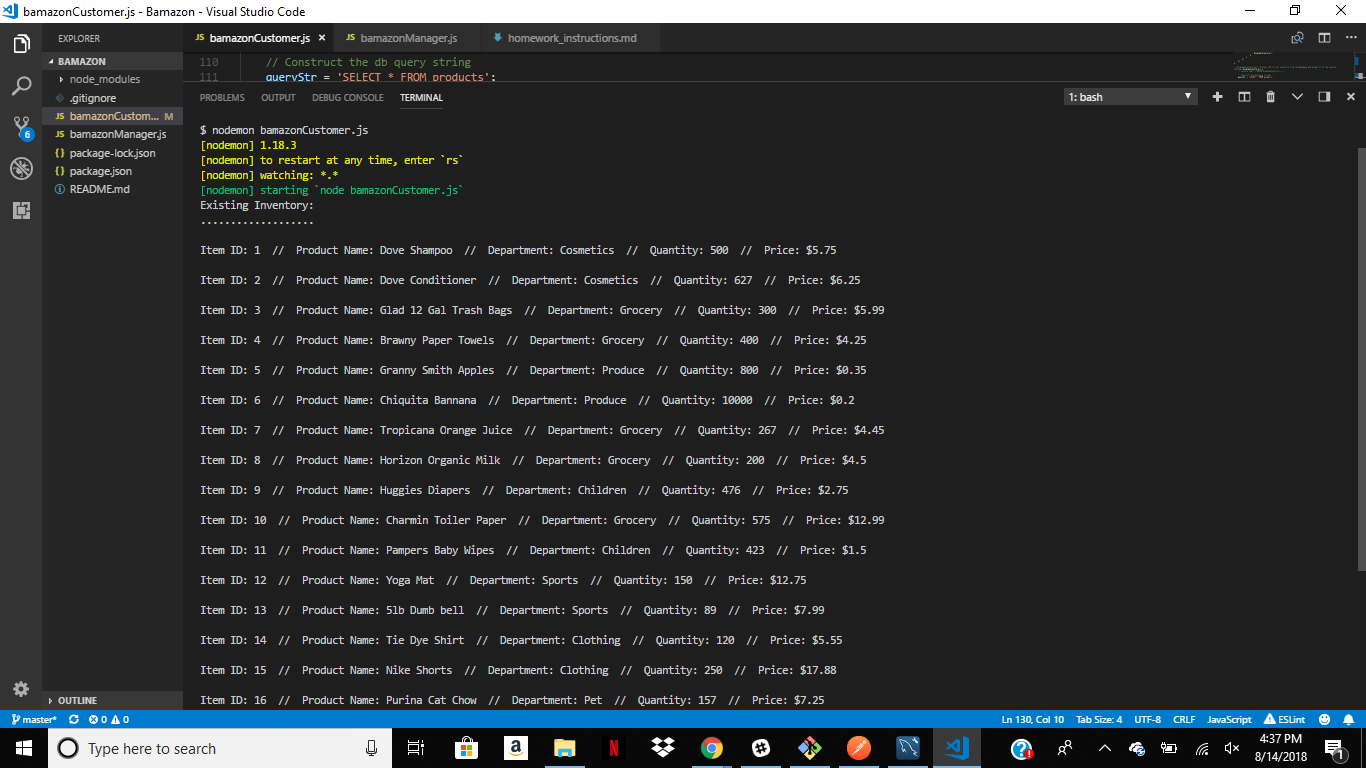 bamazonCustomer.js - Bamazon - Visual Studio Code
EXPLORER
BAMAZON
node_modules
.gitignore
bamazonCustom... M
bamazonManager.js
package-lock.json
package.json
README.md
OUTLINE
6
JS bamazonCustomer.js
JS bamazonManager.js
homework_instructions.md
110 // Construct the db query string
111 queryStr = 'SELECT * FROM products';
PROBLEMS OUTPUT DEBUG CONSOLE TERMINAL
1: bash
$ nodemon bamazonCustomer.js
[nodemon] 1.18.3
[nodemon] to restart at any time, enter `rs`
[nodemon] watching: *.*
[nodemon] starting `node bamazonCustomer.js`
Existing Inventory:
...................
Item ID: 1 // Product Name: Dove Shampoo // Department: Cosmetics // Quantity: 500 // Price: $5.75
Item ID: 2 // Product Name: Dove Conditioner // Department: Cosmetics // Quantity: 627 // Price: $6.25
Item ID: 3 // Product Name: Glad 12 Gal Trash Bags // Department: Grocery // Quantity: 300 // Price: $5.99
Item ID: 4 // Product Name: Brawny Paper Towels // Department: Grocery // Quantity: 400 // Price: $4.25
Item ID: 5 // Product Name: Granny Smith Apples // Department: Produce // Quantity: 800 // Price: $0.35
Item ID: 6 // Product Name: Chiquita Bannana // Department: Produce // Quantity: 10000 // Price: $0.2
Item ID: 7 // Product Name: Tropicana Orange Juice // Department: Grocery // Quantity: 267 // Price: $4.45
Item ID: 8 // Product Name: Horizon Organic Milk // Department: Grocery // Quantity: 200 // Price: $4.5
Item ID: 9 // Product Name: Huggies Diapers // Department: Children // Quantity: 476 // Price: $2.75
Item ID: 10 // Product Name: Charmin Toiler Paper // Department: Grocery // Quantity: 575 // Price: $12.99
Item ID: 11 // Product Name: Pampers Baby Wipes // Department: Children // Quantity: 423 // Price: $1.5
Item ID: 12 // Product Name: Yoga Mat // Department: Sports // Quantity: 150 // Price: $12.75
Item ID: 13 // Product Name: 5lb Dumb bell // Department: Sports // Quantity: 89 // Price: $7.99
Item ID: 14 // Product Name: Tie Dye Shirt // Department: Clothing // Quantity: 120 // Price: $5.55
Item ID: 15 // Product Name: Nike Shorts // Department: Clothing // Quantity: 250 // Price: $17.88
Item ID: 16 // Product Name: Purina Cat Chow // Department: Pet // Quantity: 157 // Price: $7.25
master* 0 0 Ln 130, Col 10 Tab Size: 4 UTF-8 CRLF JavaScript ESLint
Type here to search
4:37 PM
8/14/2018
1